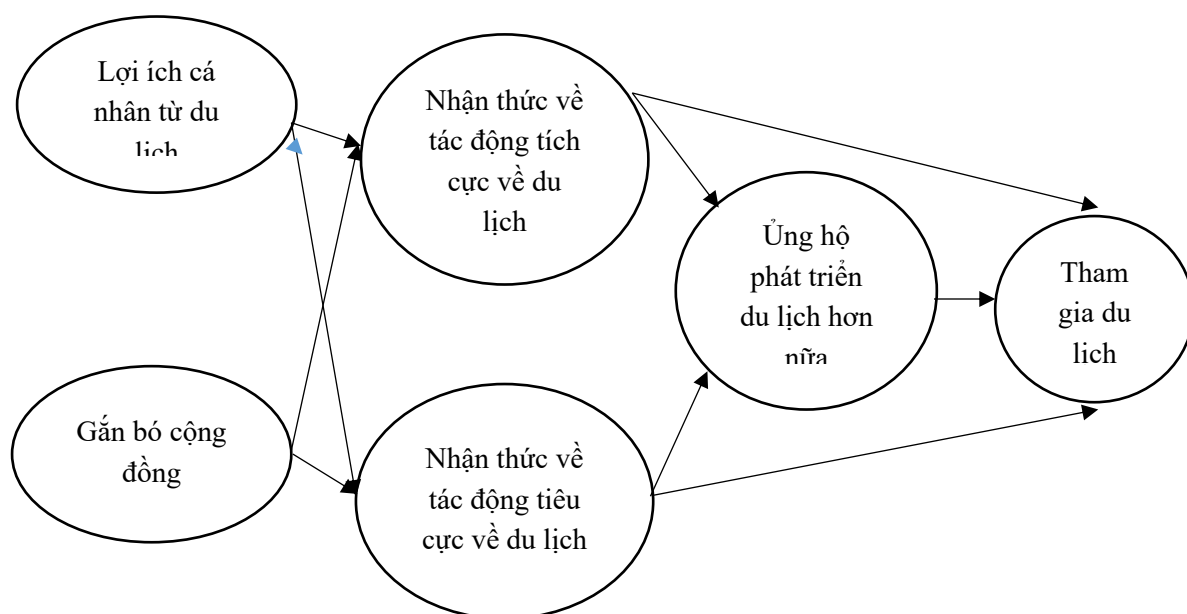 Lợi ích cá
nhân từ du
lịch
Nhận thức về
tác động tích
cực về du
lịch
Ủng hộ
phát triển
du lịch hơn
nữa
Tham
gia du
lich
Gắn bó cộng
đồng
Nhận thức về
tác động tiêu
cực về du lịch